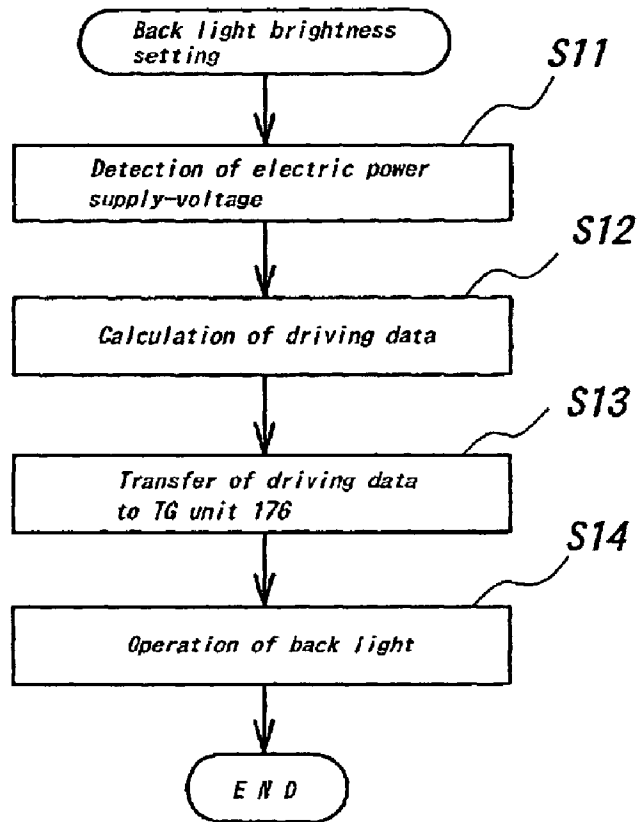 Back light brightness
setting
S11
Detection of electric power
supply-voltage
S12
Calculation of driving data
S13
Transfer of driving data
to TG unit 176
S14
Operation of back light
END